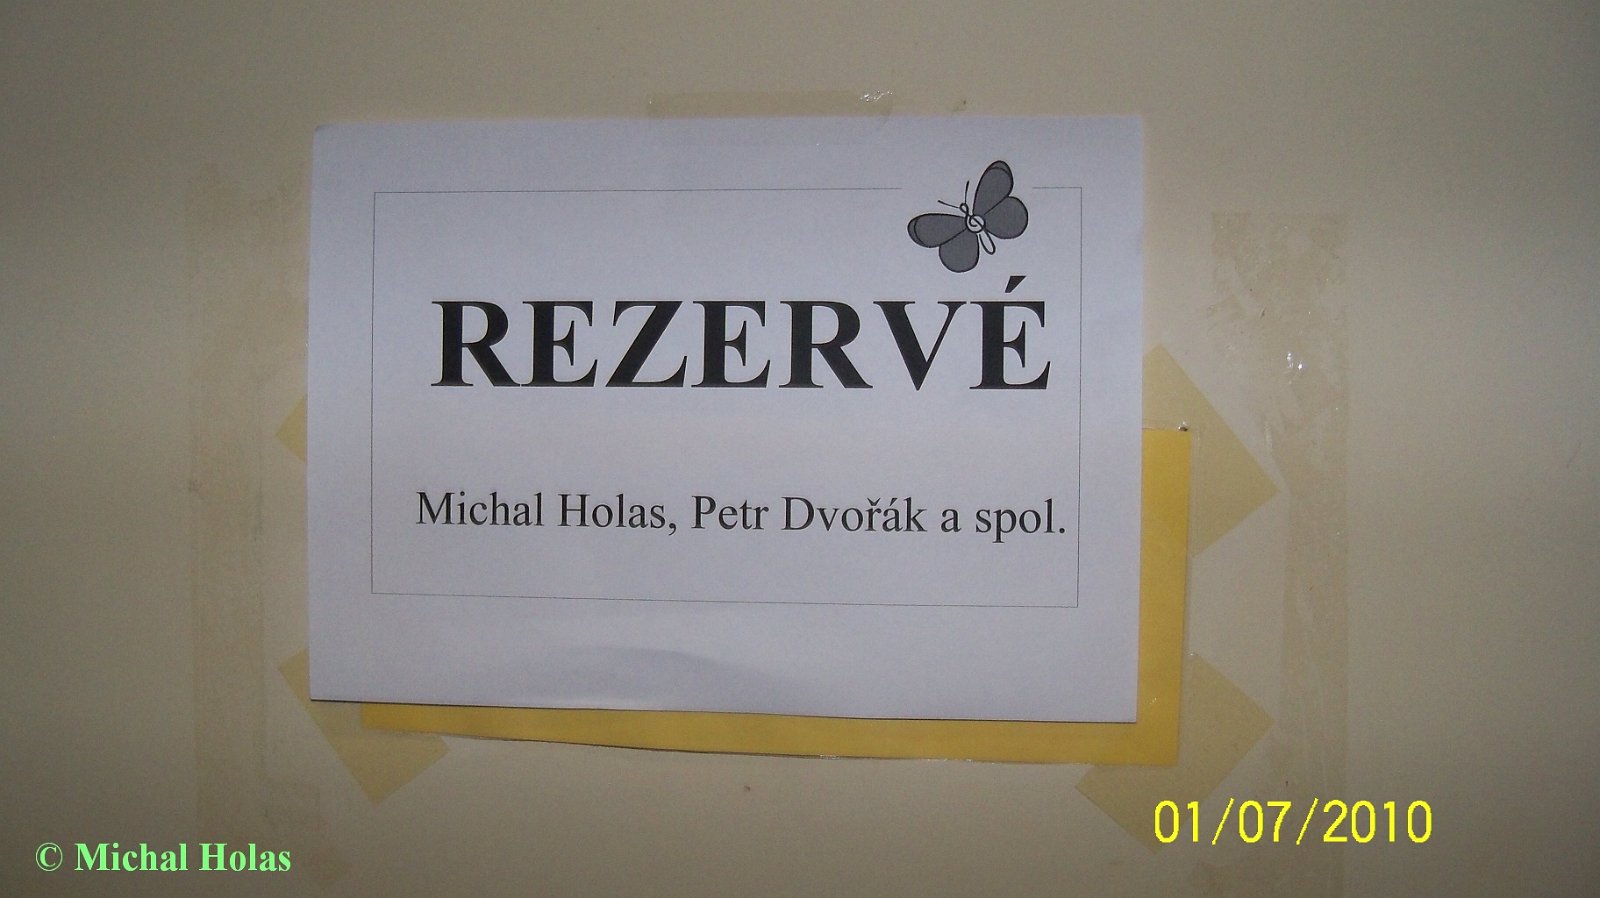 REZERVÉ
Michal Holas, Petr Dvořák a spol.
01/07/2010
© Michal Holas